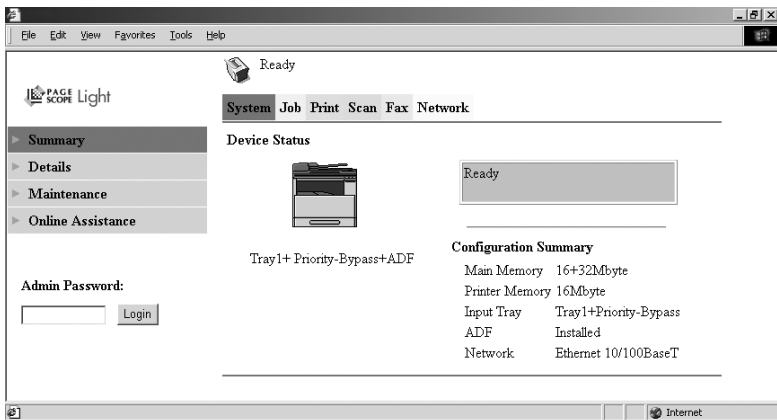 File Edit View Favorites Tools Help
Ready
PAGE SCOPE Light
System Job Print Scan Fax Network
Summary
Details
Maintenance
Online Assistance
Admin Password:
Login
Device Status
Tray1+ Priority-Bypass+ADF
Ready
Configuration Summary
Main Memory 16+32Mbyte
Printer Memory 16Mbyte
Input Tray Tray1+Priority-Bypass
ADF Installed
Network Ethernet 10/100BaseT
Internet